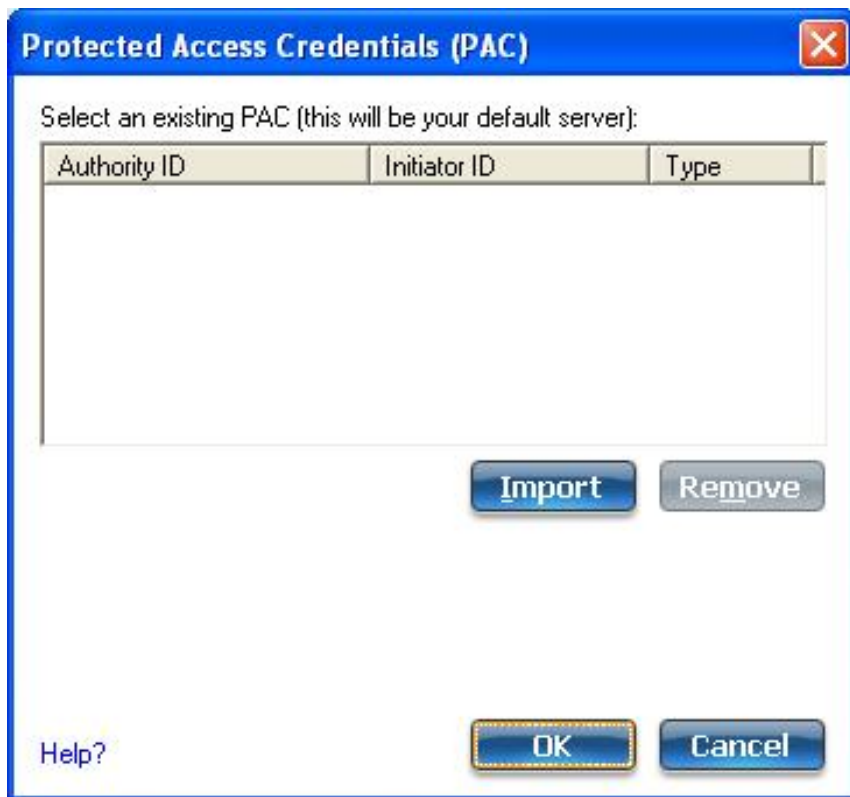 Protected Access Credentials (PAC)
Select an existing PAC (this will be your default server):
Authority ID Initiator ID Type
Import Remove
Help? OK Cancel